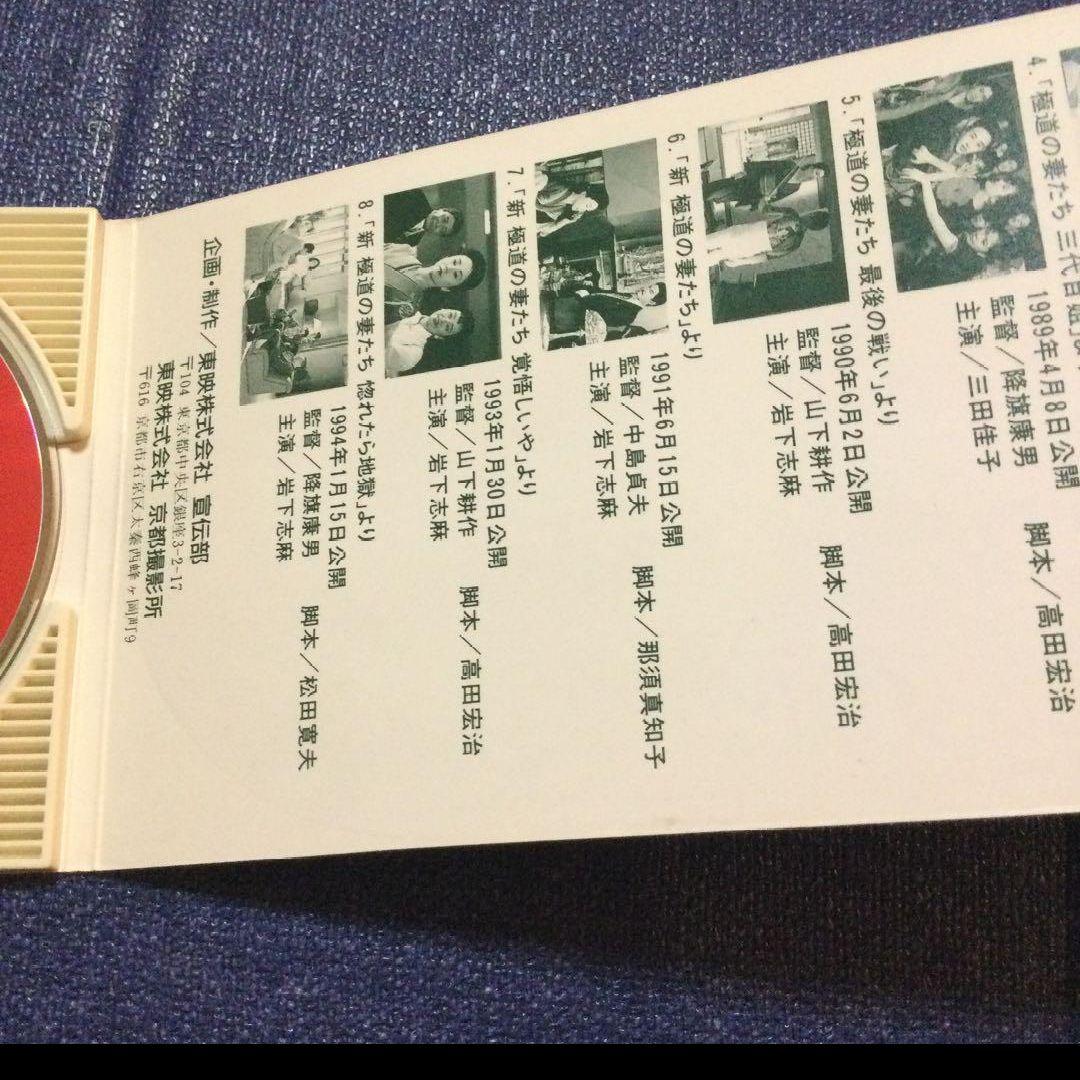 4.「極道の妻たち 三代目姐」
1989年4月8日公開
監督／降旗康男 脚本／高田宏治
主演／三田佳子
5.「極道の妻たち 最後の戦い」より
1990年6月2日公開
監督／山下耕作 脚本／高田宏治
主演／岩下志麻
6.「新 極道の妻たち」より
1991年6月15日公開
監督／中島貞夫 脚本／那須真知子
主演／岩下志麻
7.「新 極道の妻たち 覚悟しいや」より
1993年1月30日公開
監督／山下耕作 脚本／高田宏治
主演／岩下志麻
8.「新 極道の妻たち 惚れたら地獄」より
1994年1月15日公開
監督／降旗康男 脚本／松田寛夫
主演／岩下志麻
企画・制作／東映株式会社 宣伝部
〒104 東京都中央区銀座3-2-17
東映株式会社 京都撮影所
〒616 京都市右京区太秦西蜂ヶ岡町9